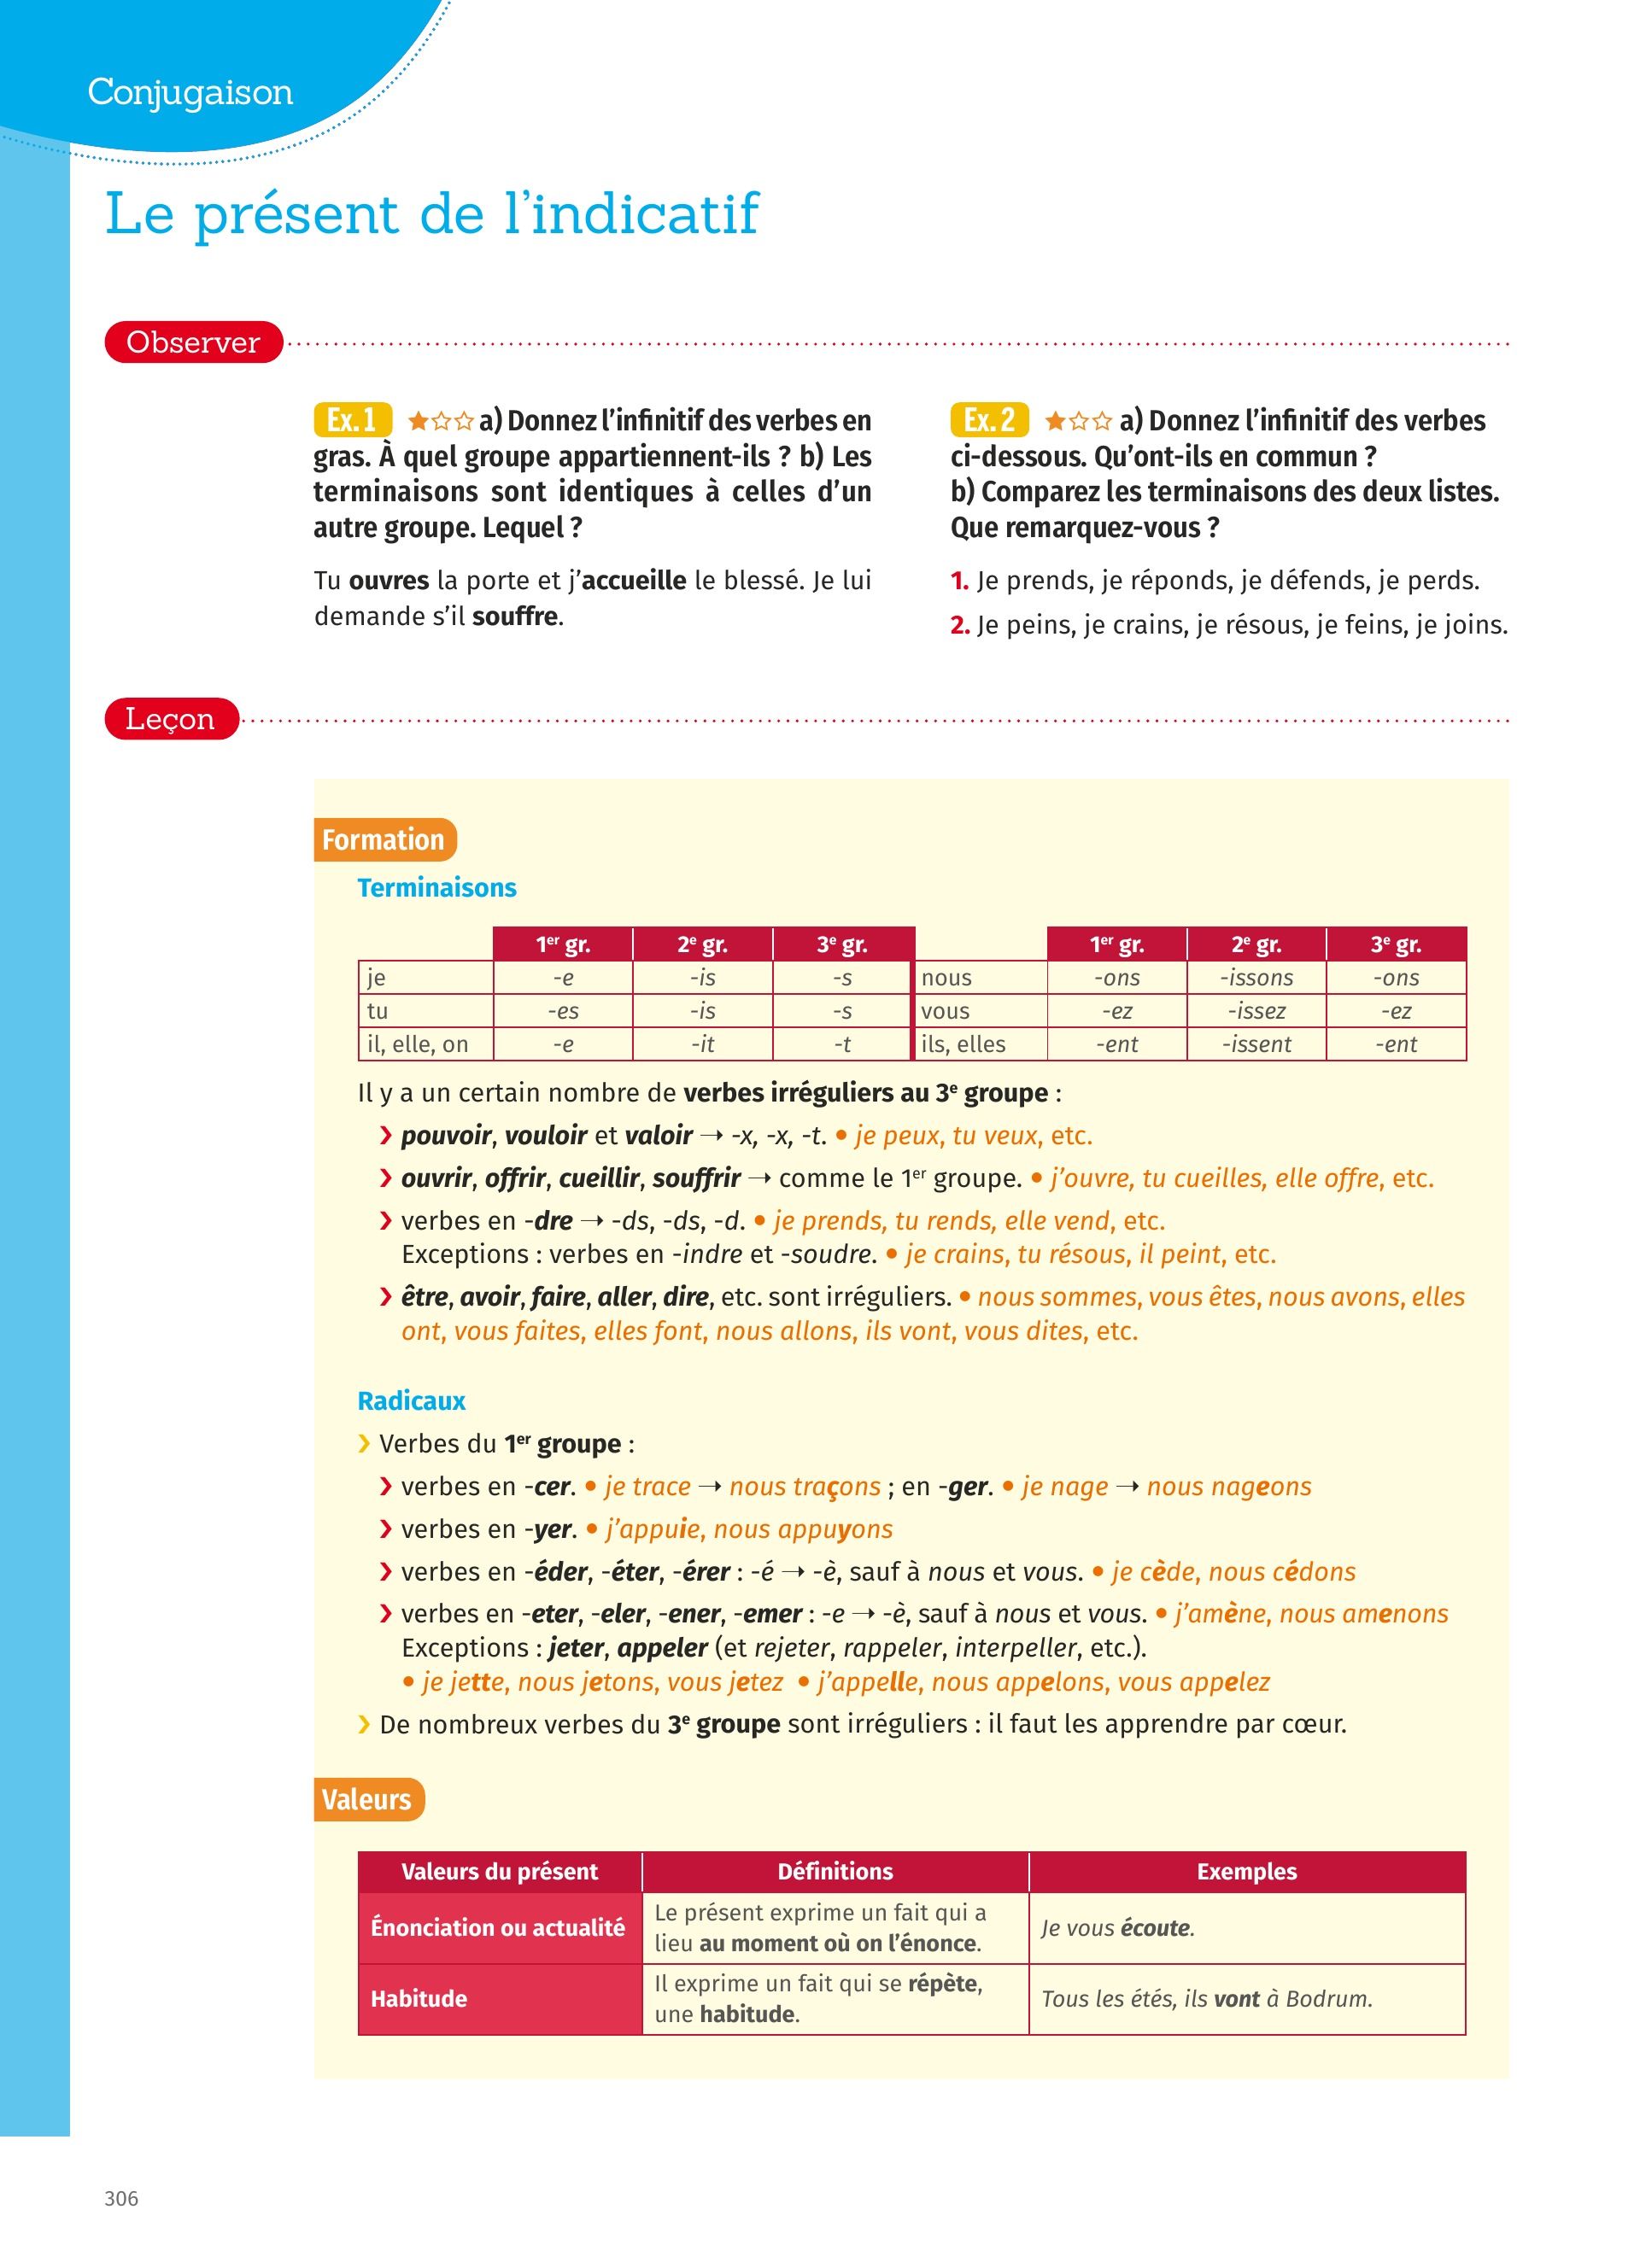 Conjugaison
Le présent de l'indicatif
Observer
Ex. 1 ★☆☆ a) Donnez l'infinitif des verbes en
gras. À quel groupe appartiennent-ils ? b) Les
terminaisons sont identiques à celles d'un
autre groupe. Lequel ?
Tu ouvres la porte et j'accueille le blessé. Je lui
demande s'il souffre.
Ex. 2 ★☆☆ a) Donnez l'infinitif des verbes
ci-dessous. Qu'ont-ils en commun ?
b) Comparez les terminaisons des deux listes.
Que remarquez-vous ?
1. Je prends, je réponds, je défends, je perds.
2. Je peins, je crains, je résous, je feins, je joins.
Leçon
Formation
Terminaisons
1er gr. 2e gr. 3e gr. 1er gr. 2e gr. 3e gr.
je -e -is -s nous -ons -issons -ons
tu -es -is -s vous -ez -issez -ez
il, elle, on -e -it -t ils, elles -ent -issent -ent
Il y a un certain nombre de verbes irréguliers au 3e groupe :
› pouvoir, vouloir et valoir → -x, -x, -t. • je peux, tu veux, etc.
› ouvrir, offrir, cueillir, souffrir → comme le 1er groupe. • j'ouvre, tu cueilles, elle offre, etc.
› verbes en -dre → -ds, -ds, -d. • je prends, tu rends, elle vend, etc.
Exceptions : verbes en -indre et -soudre. • je crains, tu résous, il peint, etc.
› être, avoir, faire, aller, dire, etc. sont irréguliers. • nous sommes, vous êtes, nous avons, elles
ont, vous faites, elles font, nous allons, ils vont, vous dites, etc.
Radicaux
› Verbes du 1er groupe :
› verbes en -cer. • je trace → nous traçons ; en -ger. • je nage → nous nageons
› verbes en -yer. • j'appuie, nous appuyons
› verbes en -éder, -éter, -érer : -é → -è, sauf à nous et vous. • je cède, nous cédons
› verbes en -eter, -eler, -ener, -emer : -e → -è, sauf à nous et vous. • j'amène, nous amenons
Exceptions : jeter, appeler (et rejeter, rappeler, interpeller, etc.).
• je jette, nous jetons, vous jetez • j'appelle, nous appelons, vous appelez
› De nombreux verbes du 3e groupe sont irréguliers : il faut les apprendre par cœur.
Valeurs
Valeurs du présent Définitions Exemples
Énonciation ou actualité Le présent exprime un fait qui a
lieu au moment où on l'énonce. Je vous écoute.
Habitude Il exprime un fait qui se répète,
une habitude. Tous les étés, ils vont à Bodrum.
306